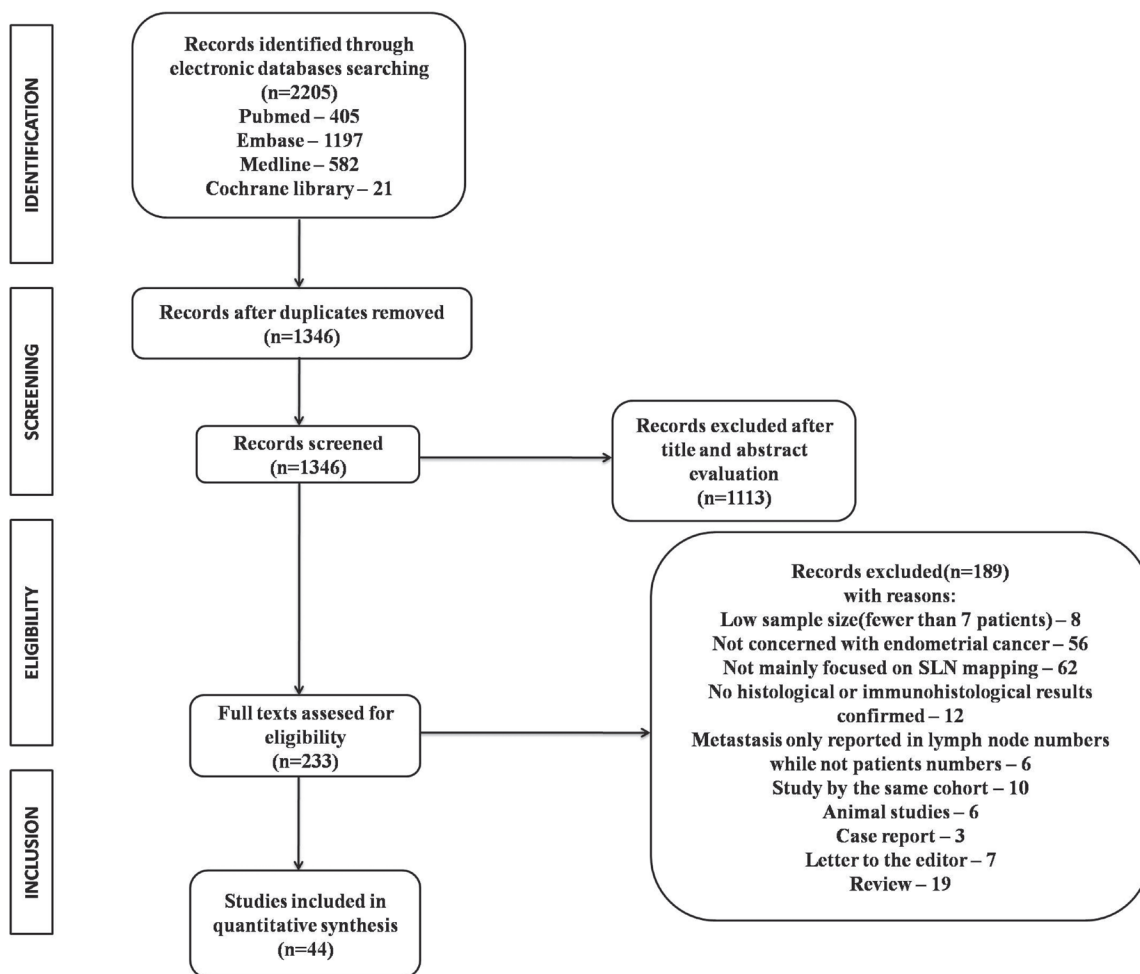 IDENTIFICATION
Records identified through
electronic databases searching
(n=2205)
Pubmed – 405
Embase – 1197
Medline – 582
Cochrane library – 21
SCREENING
Records after duplicates removed
(n=1346)
Records screened
(n=1346)
Records excluded after
title and abstract
evaluation
(n=1113)
ELIGIBILITY
Full texts assesed for
eligibility
(n=233)
Records excluded(n=189)
with reasons:
Low sample size(fewer than 7 patients) – 8
Not concerned with endometrial cancer – 56
Not mainly focused on SLN mapping – 62
No histological or immunohistological results
confirmed – 12
Metastasis only reported in lymph node numbers
while not patients numbers – 6
Study by the same cohort – 10
Animal studies – 6
Case report – 3
Letter to the editor – 7
Review – 19
INCLUSION
Studies included in
quantitative synthesis
(n=44)